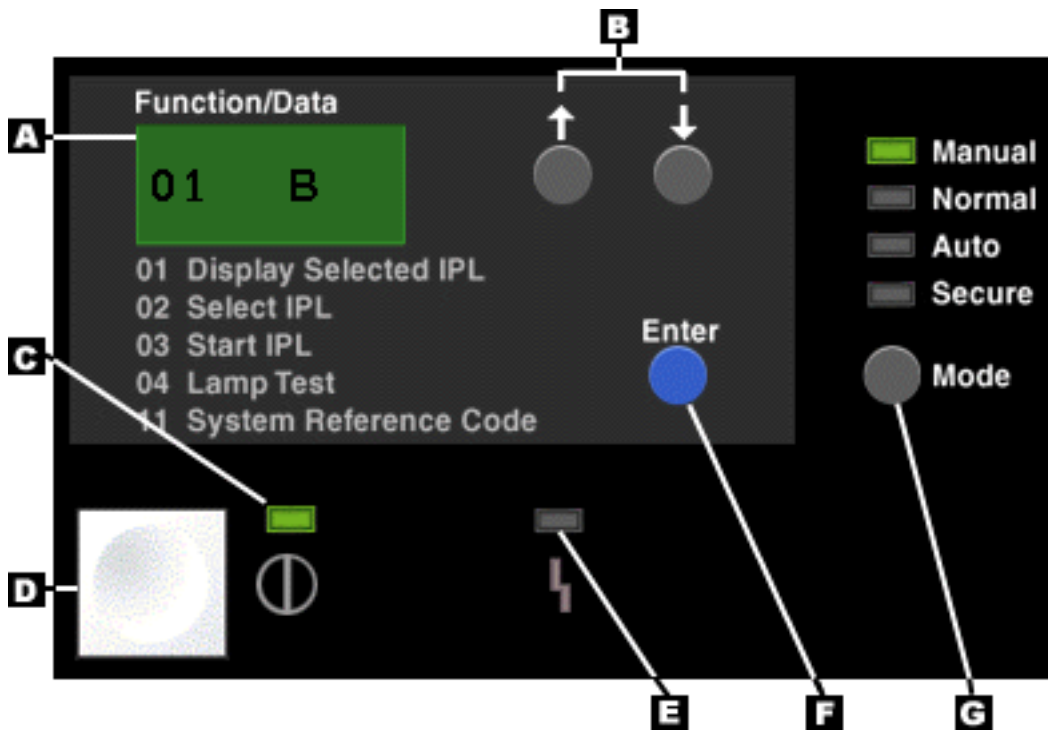 B
Function/Data
A
01 B
Manual
Normal
Auto
Secure
01 Display Selected IPL
02 Select IPL
03 Start IPL
04 Lamp Test
11 System Reference Code
Enter
Mode
C
D
E
F
G